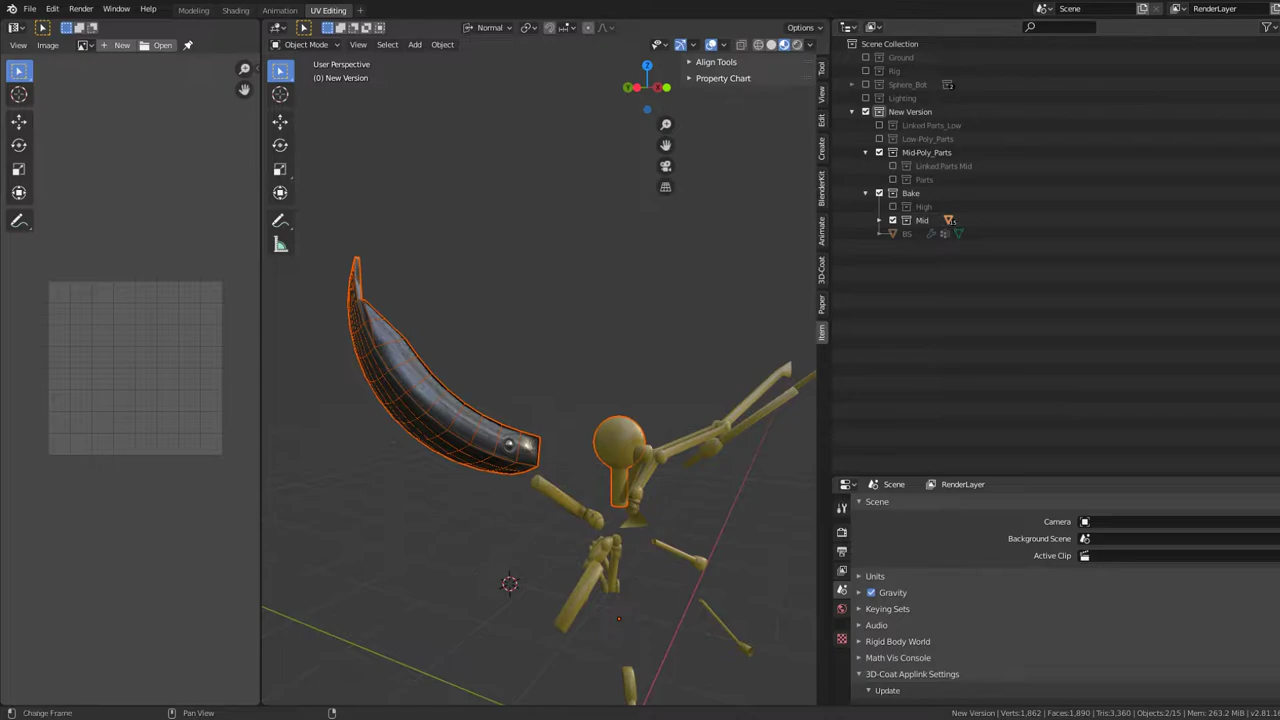 File Edit Render Window Help Modeling Shading Animation UV Editing + Scene RenderLayer
Normal Options
View Image + New Open Object Mode View Select Add Object
User Perspective
(0) New Version
Align Tools
Property Chart
Z
Y
X
Tool
View
Edit
Create
BlenderKit
Animate
3D-Coat
Paper
Item
Scene Collection
Ground
Rig
Sphere_Bot 2
Lighting
New Version
Linked Parts_Low
Low-Poly_Parts
Mid-Poly_Parts
Linked Parts Mid
Parts
Bake
High
Mid 15
BS
Scene RenderLayer
Scene
Camera
Background Scene
Active Clip
Units
Gravity
Keying Sets
Audio
Rigid Body World
Math Vis Console
3D-Coat Applink Settings
Update
Change Frame Pan View New Version | Verts:1,862 | Faces:1,890 | Tris:3,360 | Objects:2/15 | Mem: 263.2 MiB | v2.81.16